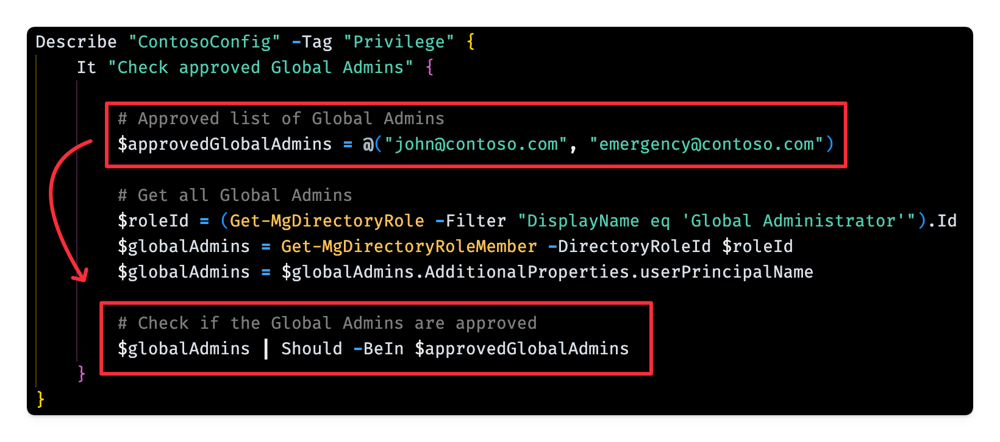 Describe "ContosoConfig" -Tag "Privilege" {
It "Check approved Global Admins" {
# Approved list of Global Admins
$approvedGlobalAdmins = @("john@contoso.com", "emergency@contoso.com")
# Get all Global Admins
$roleId = (Get-MgDirectoryRole -Filter "DisplayName eq 'Global Administrator'").Id
$globalAdmins = Get-MgDirectoryRoleMember -DirectoryRoleId $roleId
$globalAdmins = $globalAdmins.AdditionalProperties.userPrincipalName
# Check if the Global Admins are approved
$globalAdmins | Should -BeIn $approvedGlobalAdmins
}
}